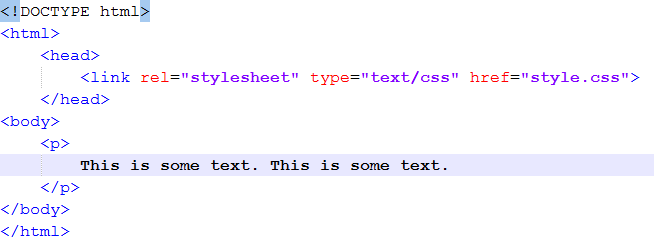 <!DOCTYPE html>
<html>
    <head>
        <link rel="stylesheet" type="text/css" href="style.css">
    </head>
<body>
    <p>
        This is some text. This is some text.
    </p>
</body>
</html>